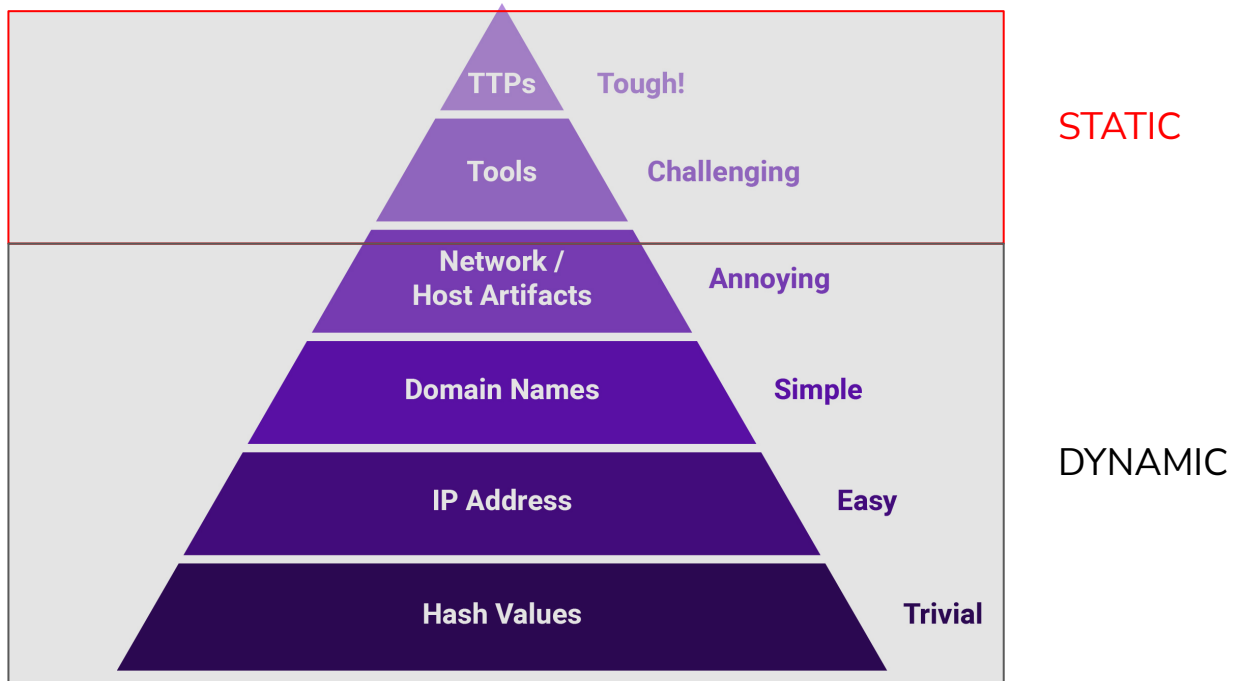 TTPs
Tough!
STATIC
Tools
Challenging
Network /
Host Artifacts
Annoying
Domain Names
Simple
DYNAMIC
IP Address
Easy
Hash Values
Trivial